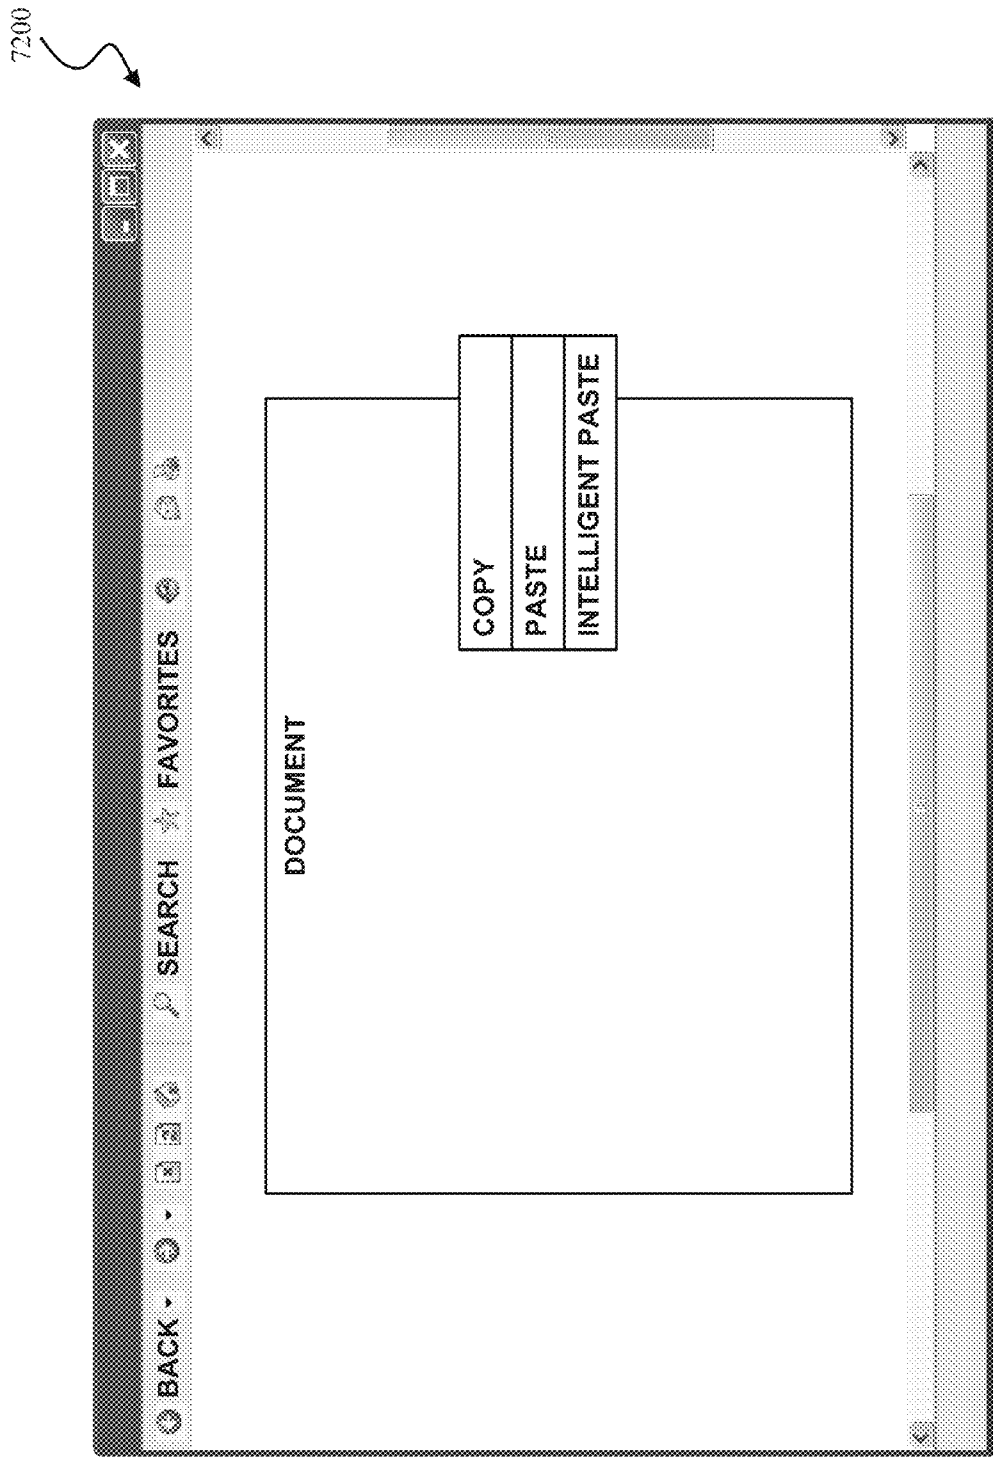 7200
BACK SEARCH FAVORITES
DOCUMENT
COPY
PASTE
INTELLIGENT PASTE